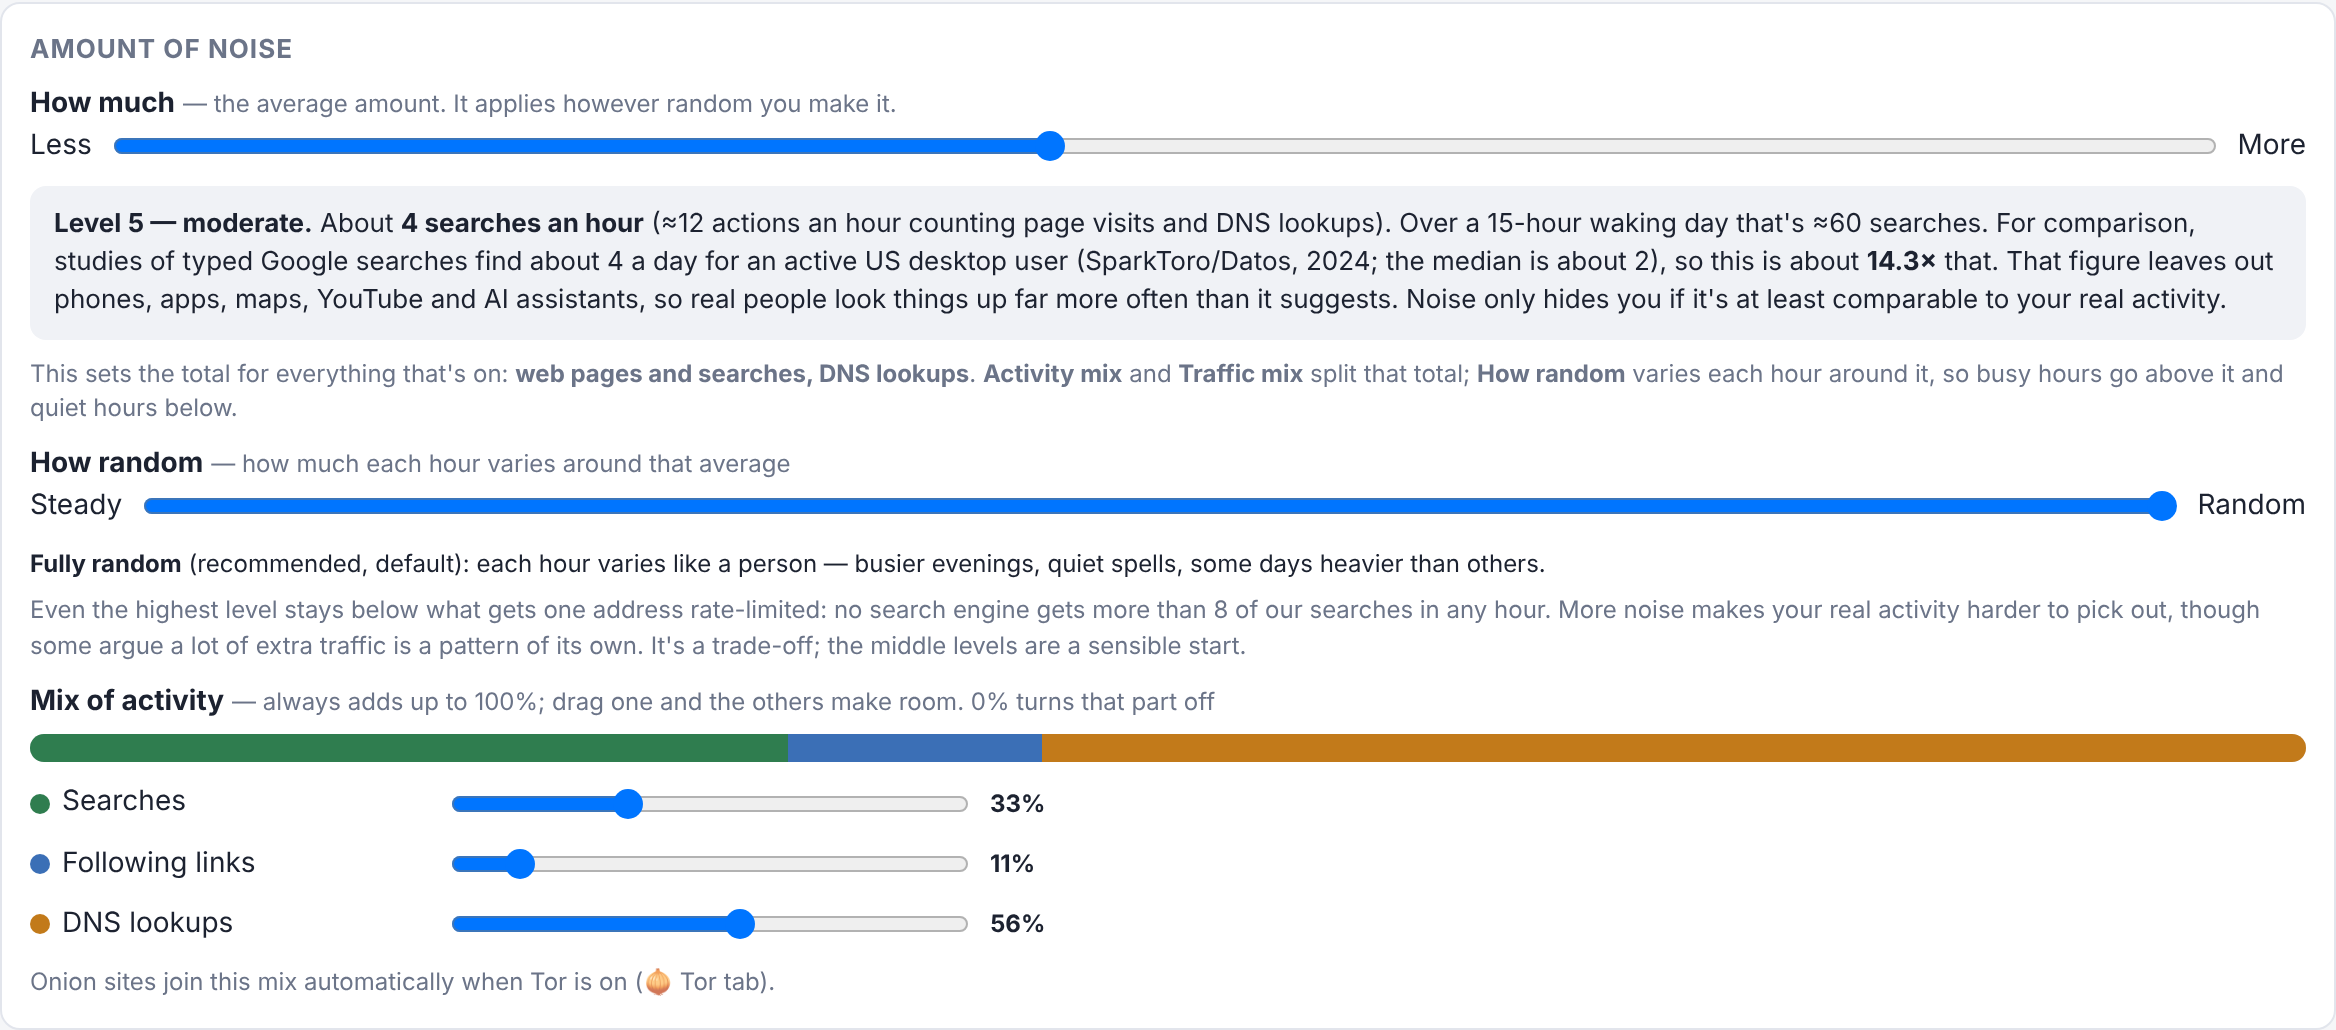 AMOUNT OF NOISE
How much — the average amount. It applies however random you make it.
Less More
Level 5 — moderate. About 4 searches an hour (≈12 actions an hour counting page visits and DNS lookups). Over a 15-hour waking day that's ≈60 searches. For comparison,
studies of typed Google searches find about 4 a day for an active US desktop user (SparkToro/Datos, 2024; the median is about 2), so this is about 14.3× that. That figure leaves out
phones, apps, maps, YouTube and AI assistants, so real people look things up far more often than it suggests. Noise only hides you if it's at least comparable to your real activity.
This sets the total for everything that's on: web pages and searches, DNS lookups. Activity mix and Traffic mix split that total; How random varies each hour around it, so busy hours go above it and
quiet hours below.
How random — how much each hour varies around that average
Steady Random
Fully random (recommended, default): each hour varies like a person — busier evenings, quiet spells, some days heavier than others.
Even the highest level stays below what gets one address rate-limited: no search engine gets more than 8 of our searches in any hour. More noise makes your real activity harder to pick out, though
some argue a lot of extra traffic is a pattern of its own. It's a trade-off; the middle levels are a sensible start.
Mix of activity — always adds up to 100%; drag one and the others make room. 0% turns that part off
Searches 33%
Following links 11%
DNS lookups 56%
Onion sites join this mix automatically when Tor is on (🧅 Tor tab).